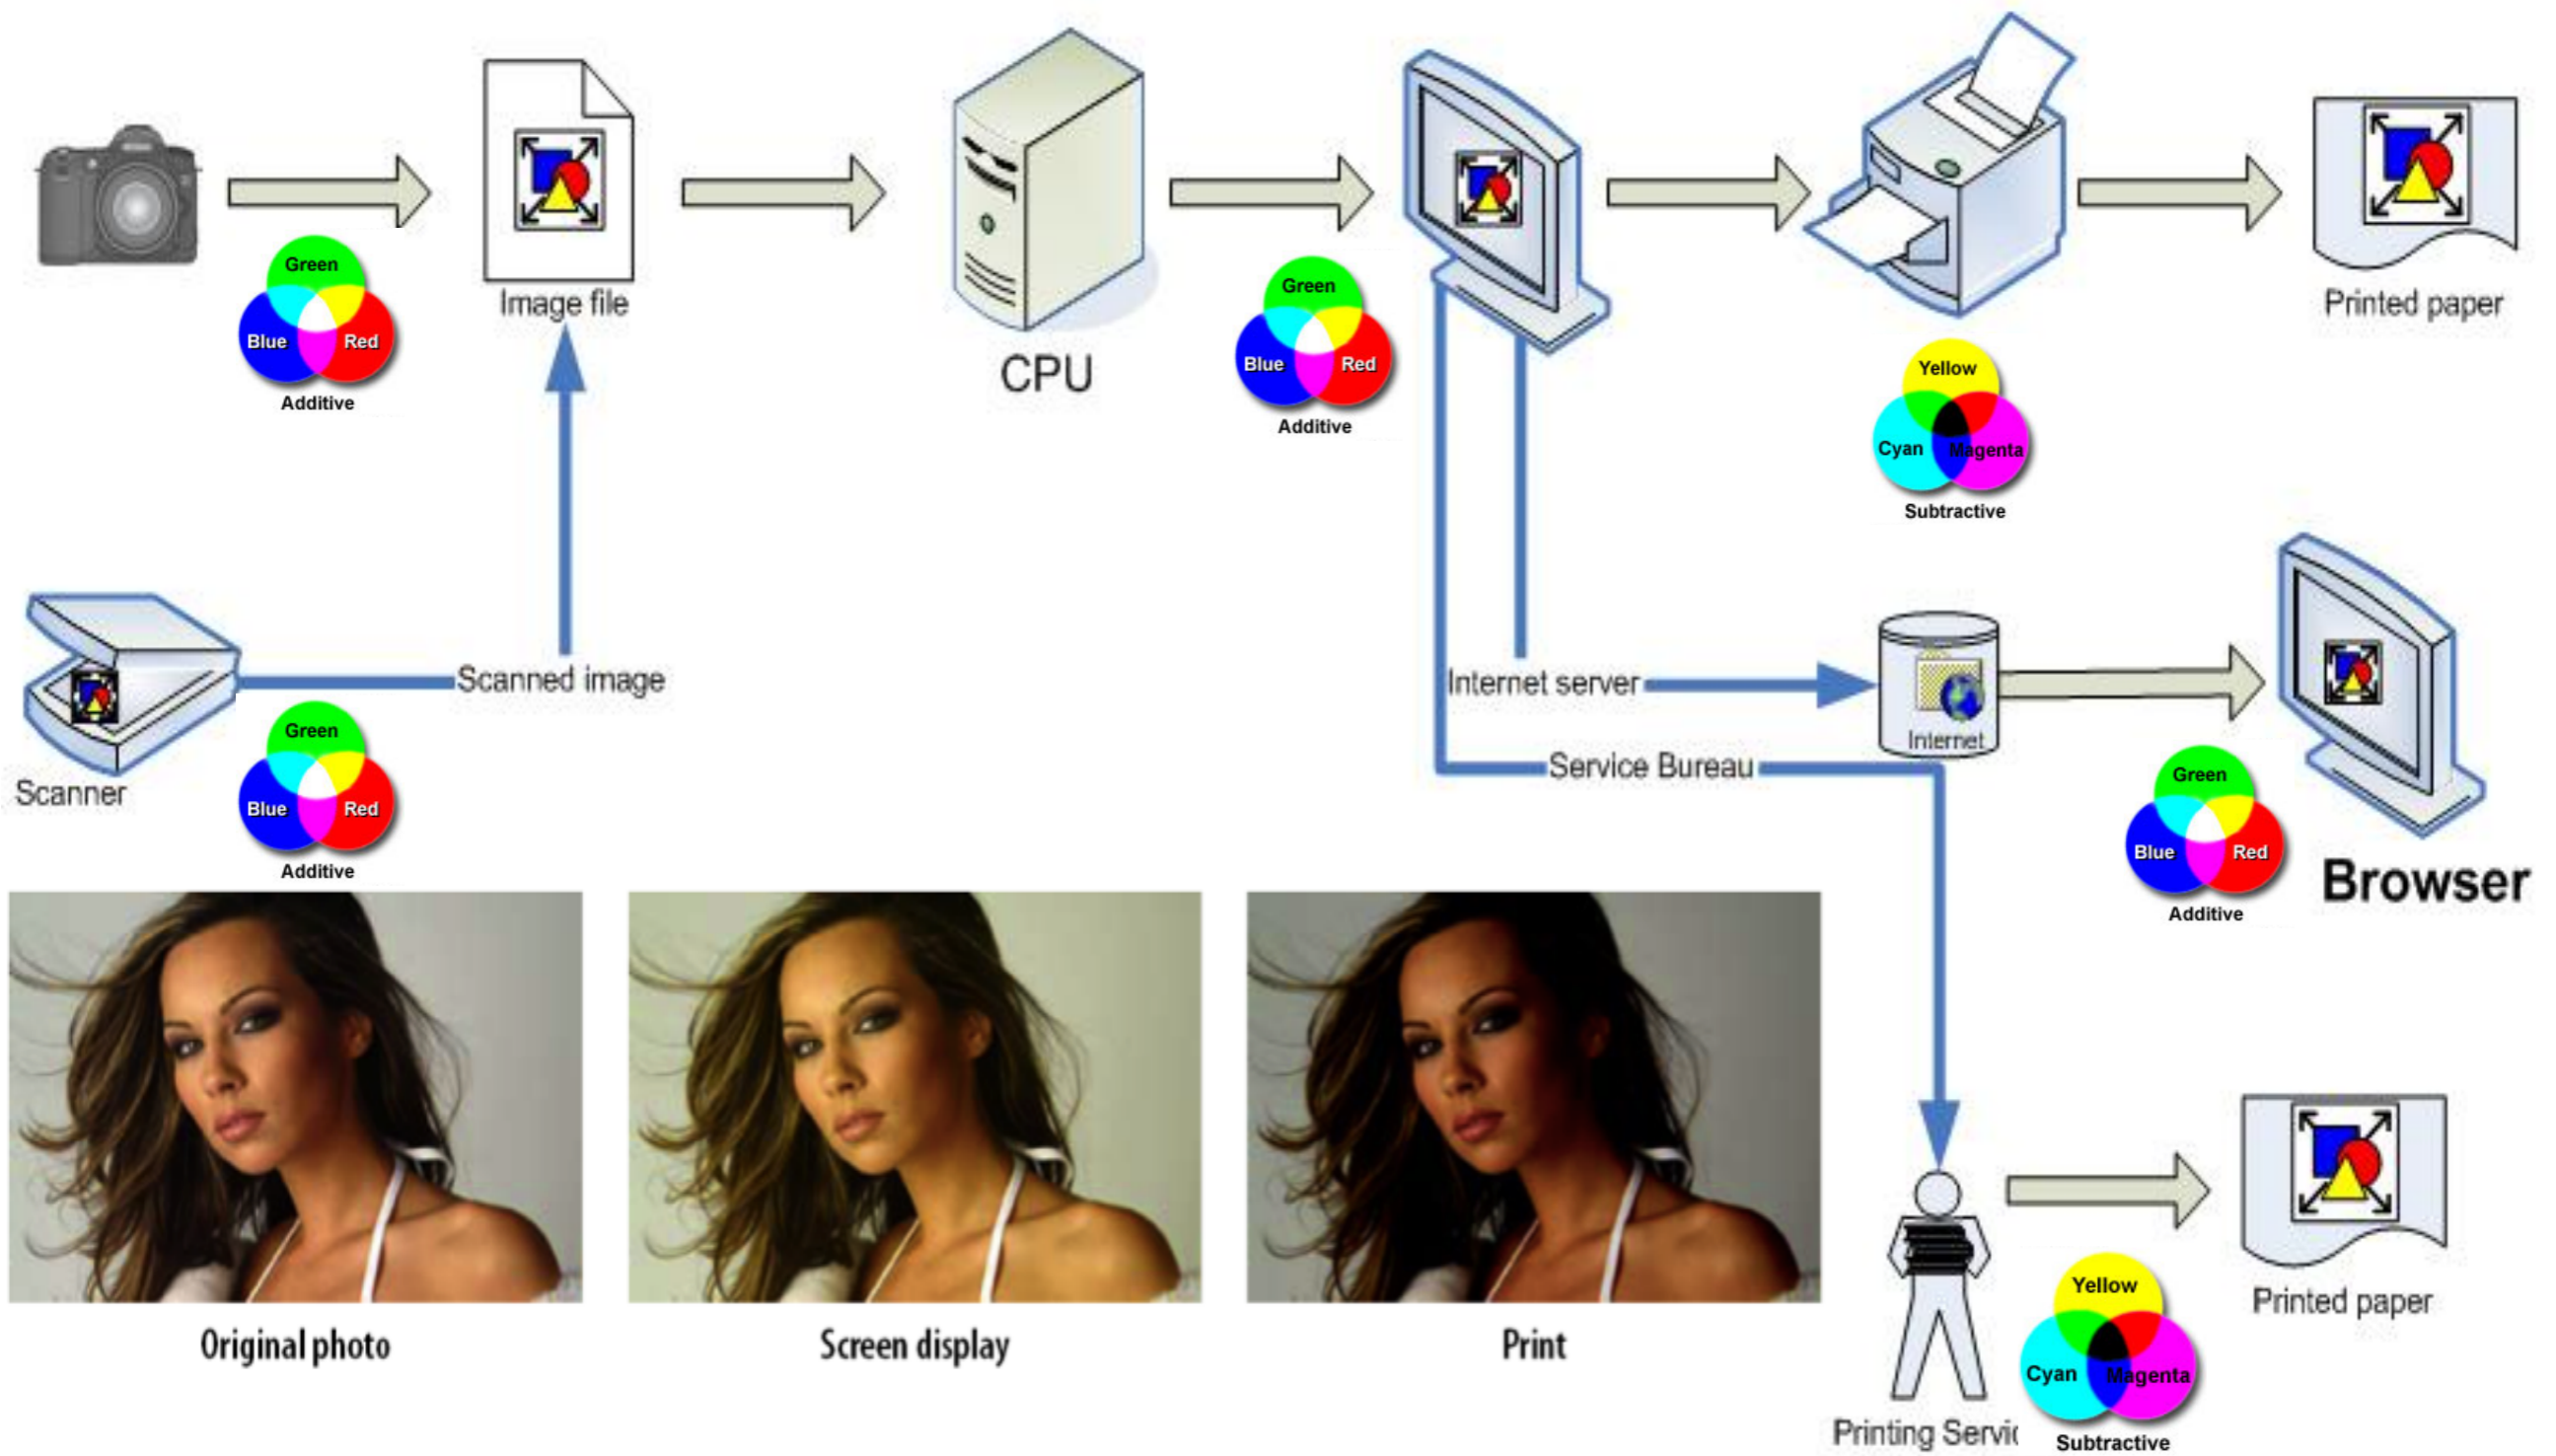 Green
Blue
Red
Additive
Image file
CPU
Green
Blue
Red
Additive
Yellow
Cyan
Magenta
Subtractive
Printed paper
Scanner
Scanned image
Green
Blue
Red
Additive
Internet server
Internet
Service Bureau
Green
Blue
Red
Additive
Browser
Original photo
Screen display
Print
Printing Servic
Yellow
Cyan
Magenta
Subtractive
Printed paper